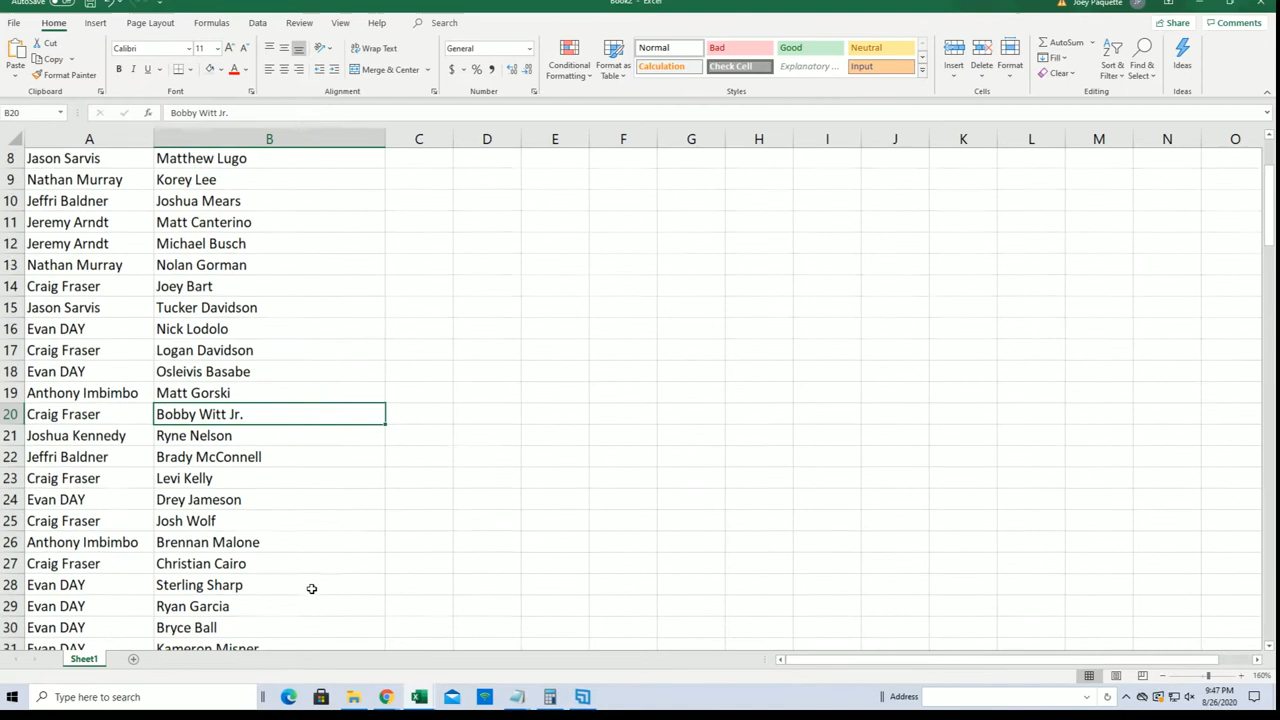 AutoSave
Book2 - Excel
Joey Paquette
JP
File Home Insert Page Layout Formulas Data Review View Help Search Share Comments
Paste
Cut
Copy
Format Painter
Clipboard
Calibri 11
B I U
Font
Wrap Text
Merge & Center
Alignment
General
$ % ,
Number
Conditional Formatting
Format as Table
Normal Bad Good Neutral
Calculation Check Cell Explanatory ... Input
Styles
Insert Delete Format
Cells
AutoSum
Fill
Clear
Sort & Filter
Find & Select
Editing
Ideas
Ideas
B20 fx Bobby Witt Jr.
A B C D E F G H I J K L M N O
8 Jason Sarvis Matthew Lugo
9 Nathan Murray Korey Lee
10 Jeffri Baldner Joshua Mears
11 Jeremy Arndt Matt Canterino
12 Jeremy Arndt Michael Busch
13 Nathan Murray Nolan Gorman
14 Craig Fraser Joey Bart
15 Jason Sarvis Tucker Davidson
16 Evan DAY Nick Lodolo
17 Craig Fraser Logan Davidson
18 Evan DAY Osleivis Basabe
19 Anthony Imbimbo Matt Gorski
20 Craig Fraser Bobby Witt Jr.
21 Joshua Kennedy Ryne Nelson
22 Jeffri Baldner Brady McConnell
23 Craig Fraser Levi Kelly
24 Evan DAY Drey Jameson
25 Craig Fraser Josh Wolf
26 Anthony Imbimbo Brennan Malone
27 Craig Fraser Christian Cairo
28 Evan DAY Sterling Sharp
29 Evan DAY Ryan Garcia
30 Evan DAY Bryce Ball
31 Evan DAY Kameron Misner
Sheet1
160%
Type here to search
Address
9:47 PM
8/26/2020